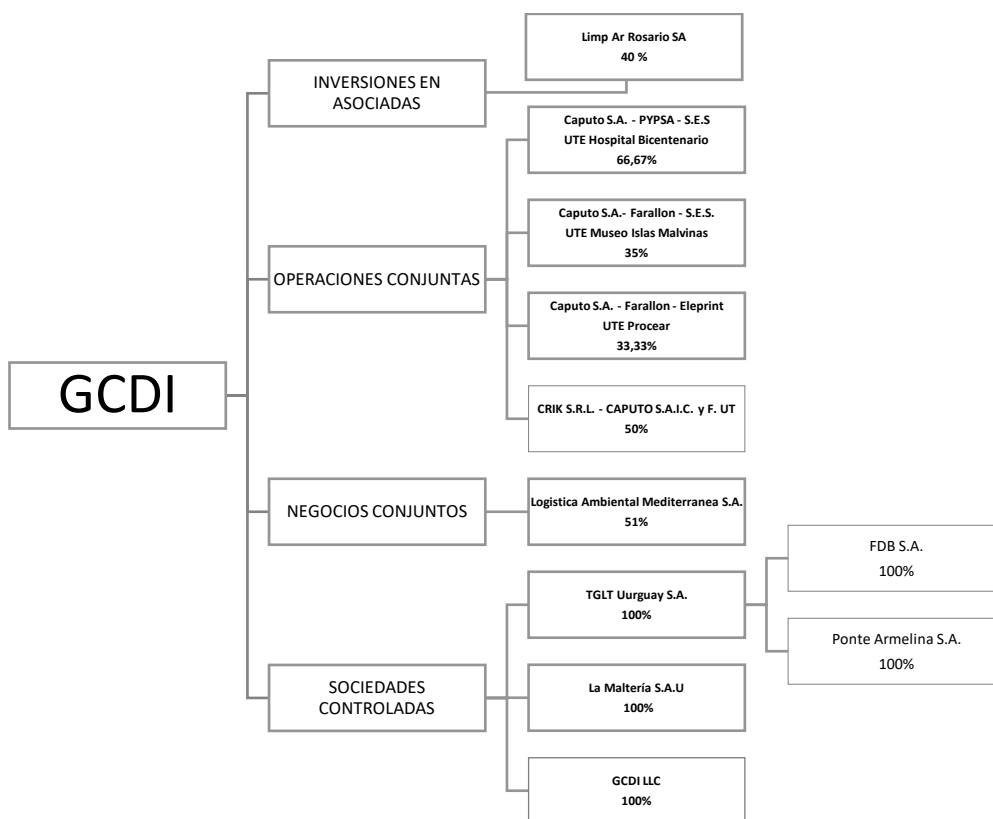 GCDI
INVERSIONES EN
ASOCIADAS
Limp Ar Rosario SA
40 %
OPERACIONES CONJUNTAS
Caputo S.A. - PYPSA - S.E.S
UTE Hospital Bicentenario
66,67%
Caputo S.A.- Farallon - S.E.S.
UTE Museo Islas Malvinas
35%
Caputo S.A. - Farallon - Eleprint
UTE Procear
33,33%
CRIK S.R.L. - CAPUTO S.A.I.C. y F. UT
50%
NEGOCIOS CONJUNTOS
Logistica Ambiental Mediterranea S.A.
51%
SOCIEDADES
CONTROLADAS
TGLT Uurguay S.A.
100%
FDB S.A.
100%
Ponte Armelina S.A.
100%
La Maltería S.A.U
100%
GCDI LLC
100%